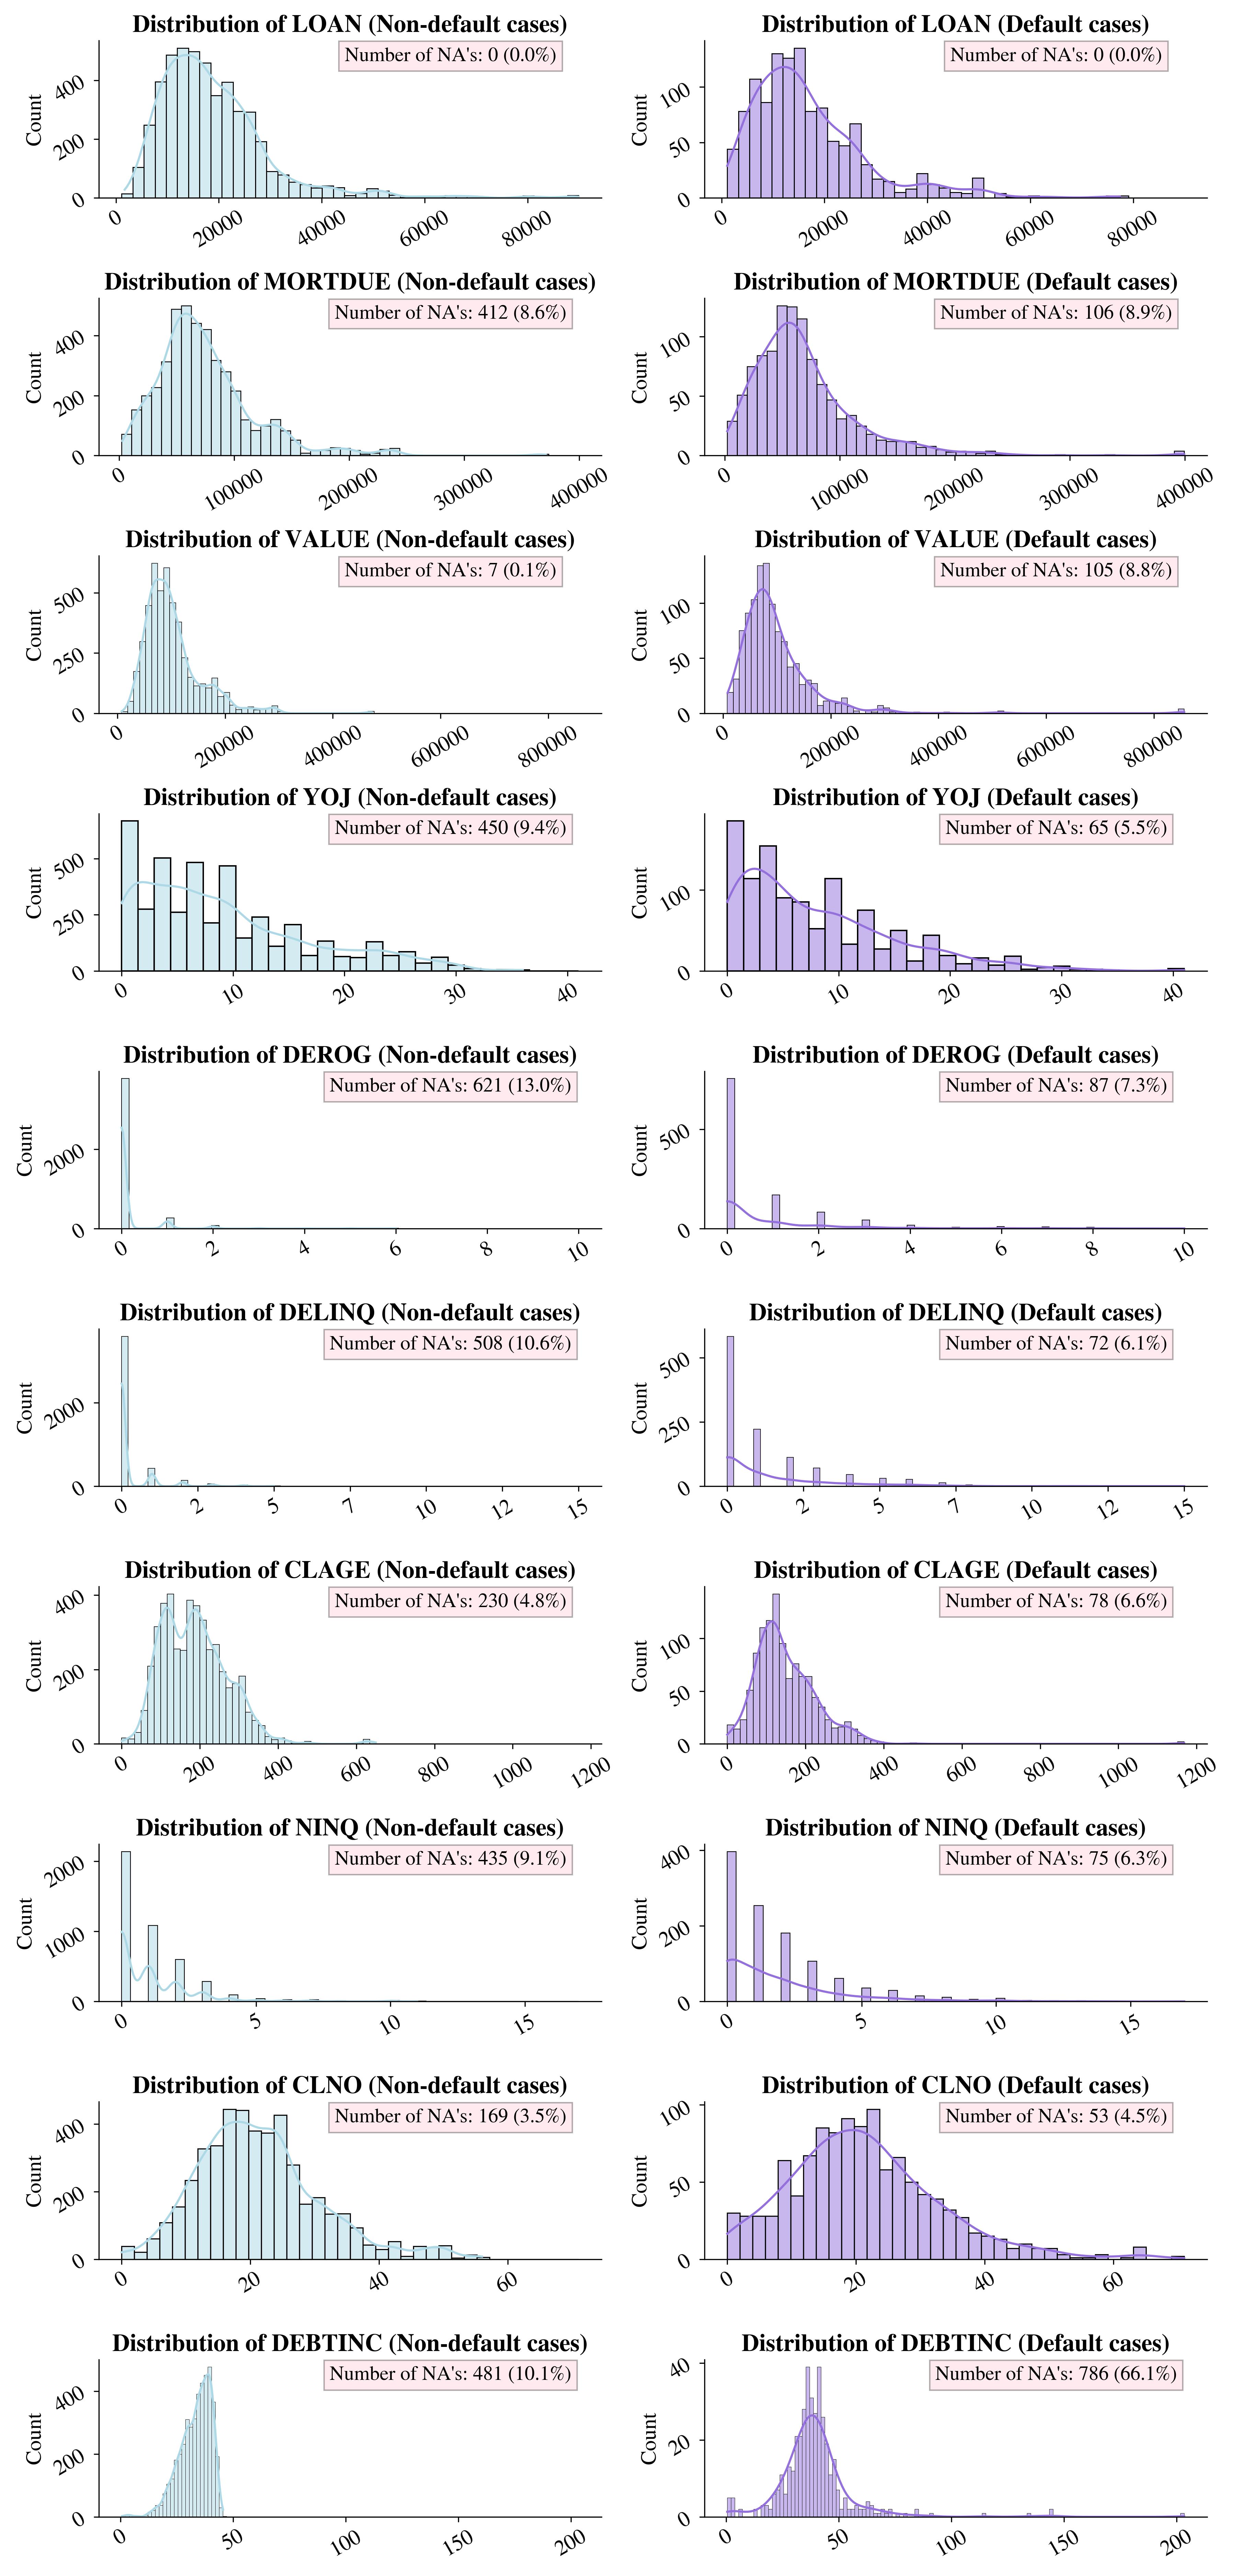 Distribution of LOAN (Non-default cases)
Number of NA's: 0 (0.0%)
Count
400
200
0
0 20000 40000 60000 80000
Distribution of LOAN (Default cases)
Number of NA's: 0 (0.0%)
Count
100
50
0
0 20000 40000 60000 80000
Distribution of MORTDUE (Non-default cases)
Number of NA's: 412 (8.6%)
Count
400
200
0
0 100000 200000 300000 400000
Distribution of MORTDUE (Default cases)
Number of NA's: 106 (8.9%)
Count
100
50
0
0 100000 200000 300000 400000
Distribution of VALUE (Non-default cases)
Number of NA's: 7 (0.1%)
Count
500
250
0
0 200000 400000 600000 800000
Distribution of VALUE (Default cases)
Number of NA's: 105 (8.8%)
Count
100
50
0
0 200000 400000 600000 800000
Distribution of YOJ (Non-default cases)
Number of NA's: 450 (9.4%)
Count
500
250
0
0 10 20 30 40
Distribution of YOJ (Default cases)
Number of NA's: 65 (5.5%)
Count
100
0
0 10 20 30 40
Distribution of DEROG (Non-default cases)
Number of NA's: 621 (13.0%)
Count
2000
0
0 2 4 6 8 10
Distribution of DEROG (Default cases)
Number of NA's: 87 (7.3%)
Count
500
0
0 2 4 6 8 10
Distribution of DELINQ (Non-default cases)
Number of NA's: 508 (10.6%)
Count
2000
0
0 2 5 7 10 12 15
Distribution of DELINQ (Default cases)
Number of NA's: 72 (6.1%)
Count
500
250
0
0 2 5 7 10 12 15
Distribution of CLAGE (Non-default cases)
Number of NA's: 230 (4.8%)
Count
400
200
0
0 200 400 600 800 1000 1200
Distribution of CLAGE (Default cases)
Number of NA's: 78 (6.6%)
Count
100
50
0
0 200 400 600 800 1000 1200
Distribution of NINQ (Non-default cases)
Number of NA's: 435 (9.1%)
Count
2000
1000
0
0 5 10 15
Distribution of NINQ (Default cases)
Number of NA's: 75 (6.3%)
Count
400
200
0
0 5 10 15
Distribution of CLNO (Non-default cases)
Number of NA's: 169 (3.5%)
Count
400
200
0
0 20 40 60
Distribution of CLNO (Default cases)
Number of NA's: 53 (4.5%)
Count
100
50
0
0 20 40 60
Distribution of DEBTINC (Non-default cases)
Number of NA's: 481 (10.1%)
Count
400
200
0
0 50 100 150 200
Distribution of DEBTINC (Default cases)
Number of NA's: 786 (66.1%)
Count
40
20
0
0 50 100 150 200